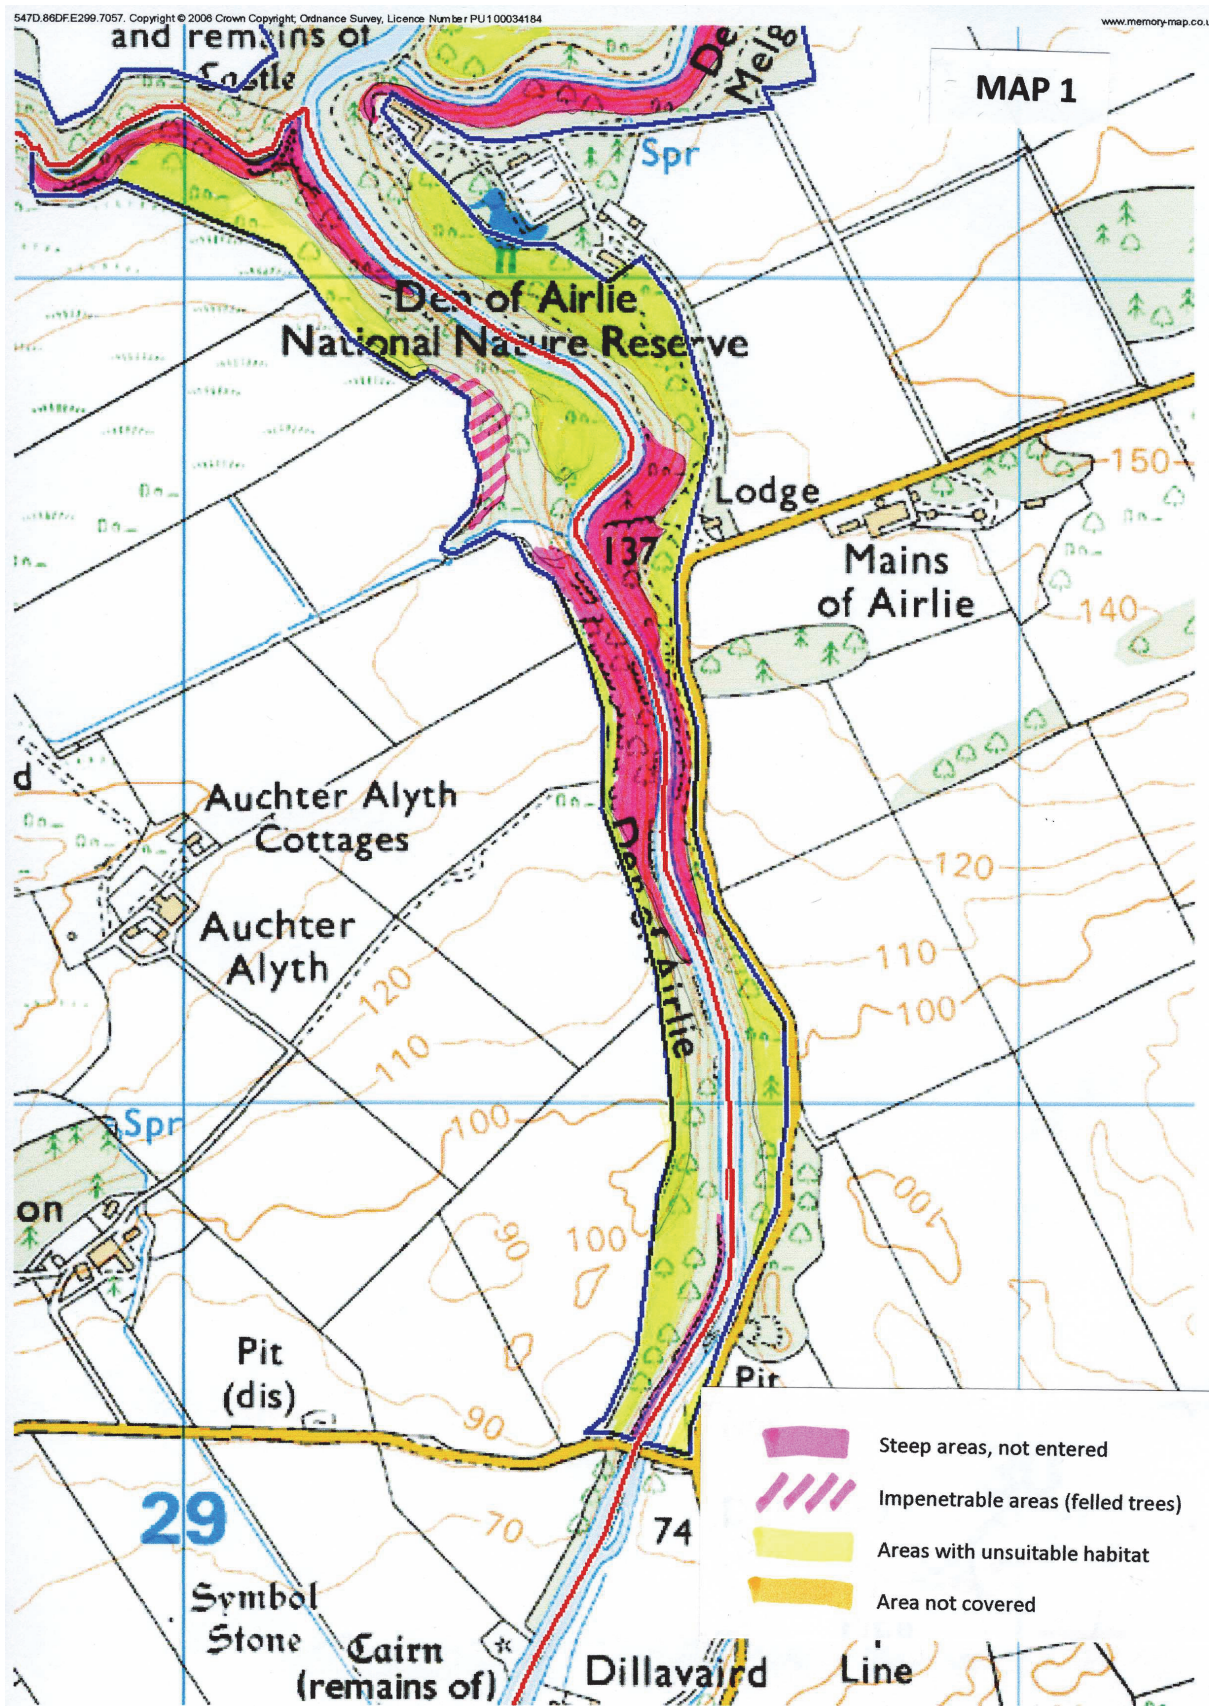 547D.86DF.E299.7057. Copyright © 2006 Crown Copyright; Ordnance Survey, Licence Number PU100034184
www.memory-map.co.u
and remains of
Castle
MAP 1
Spr
Den of Airlie
National Nature Reserve
Lodge
150
137
Mains
of Airlie
140
d
Auchter Alyth
Cottages
120
Auchter
Alyth
Den of Airlie
110
120
100
110
Spr
100
on
90
100
100
Pit
(dis)
Pit
90
Steep areas, not entered
Impenetrable areas (felled trees)
29
70
74
Areas with unsuitable habitat
Area not covered
Symbol
Stone
Cairn
(remains of)
Dillavaird
Line